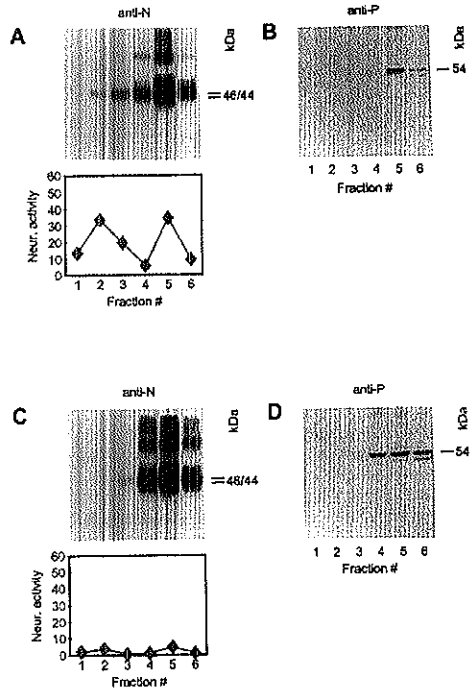 anti-N
A
kDa
46/44
Neur. activity
60
50
40
30
20
10
0
1 2 3 4 5 6
Fraction #
anti-P
B
kDa
54
1 2 3 4 5 6
Fraction #
anti-N
C
kDa
46/44
Neur. activity
60
50
40
30
20
10
0
1 2 3 4 5 6
Fraction #
anti-P
D
kDa
54
1 2 3 4 5 6
Fraction #